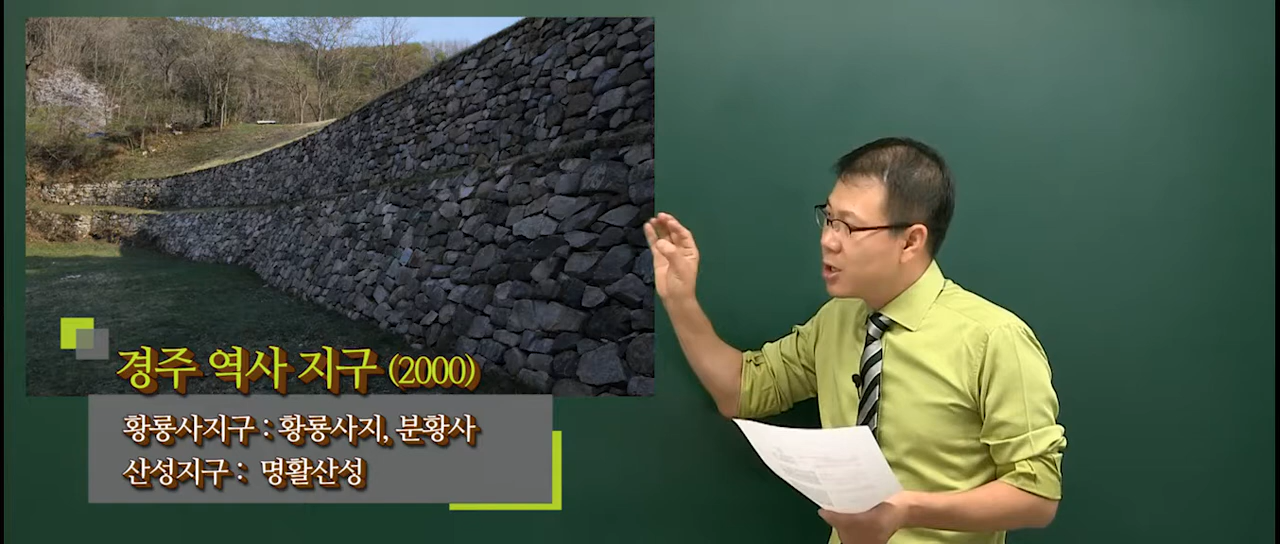 경주 역사 지구 (2000)
황룡사지구 : 황룡사지, 분황사
산성지구 : 명활산성